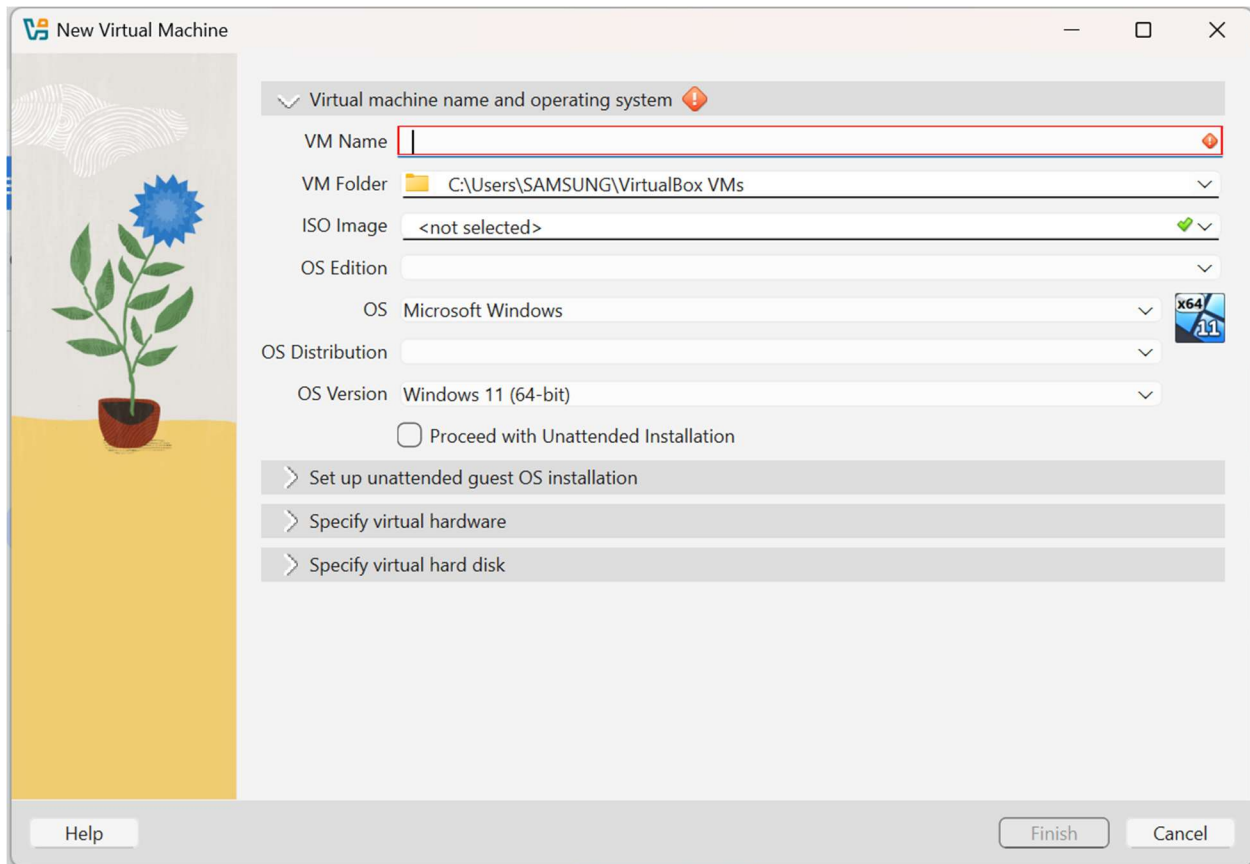 New Virtual Machine
Virtual machine name and operating system
VM Name
VM Folder C:\Users\SAMSUNG\VirtualBox VMs
ISO Image <not selected>
OS Edition
OS Microsoft Windows
x64
11
OS Distribution
OS Version Windows 11 (64-bit)
Proceed with Unattended Installation
Set up unattended guest OS installation
Specify virtual hardware
Specify virtual hard disk
Help Finish Cancel